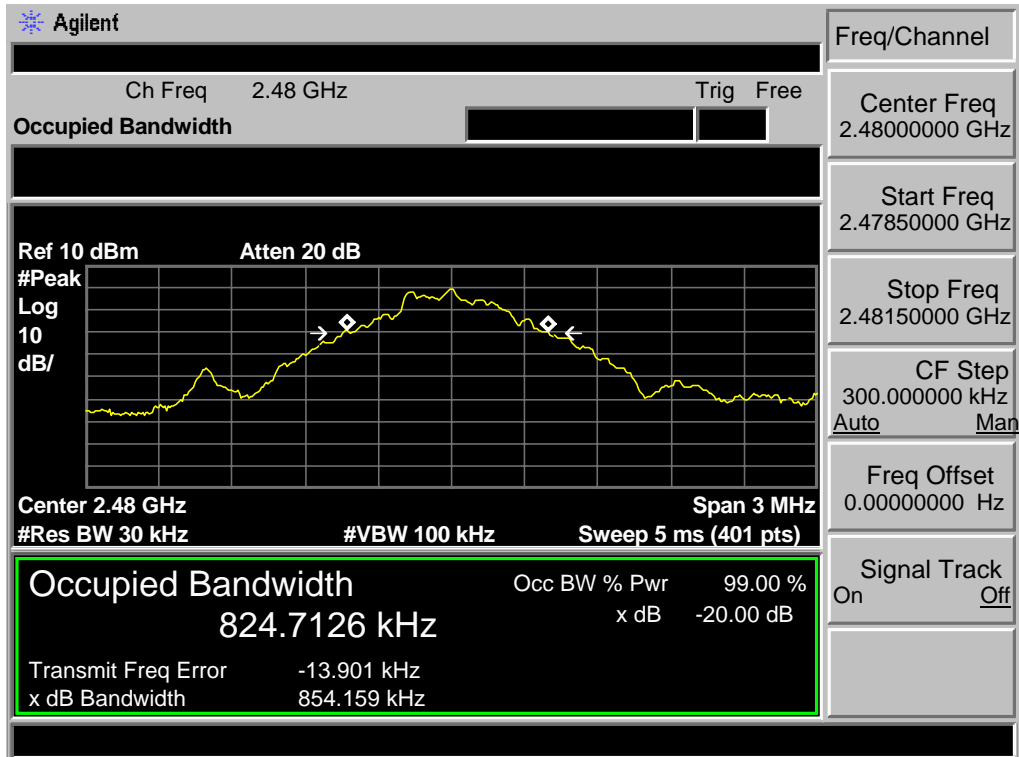 Agilent
Freq/Channel
Ch Freq 2.48 GHz Trig Free
Occupied Bandwidth
Center Freq
2.48000000 GHz
Start Freq
2.47850000 GHz
Stop Freq
2.48150000 GHz
CF Step
300.000000 kHz
Auto Man
Freq Offset
0.00000000 Hz
Signal Track
On Off
Ref 10 dBm Atten 20 dB
#Peak
Log
10
dB/
Center 2.48 GHz Span 3 MHz
#Res BW 30 kHz #VBW 100 kHz Sweep 5 ms (401 pts)
Occupied Bandwidth Occ BW % Pwr 99.00 %
824.7126 kHz x dB -20.00 dB
Transmit Freq Error -13.901 kHz
x dB Bandwidth 854.159 kHz